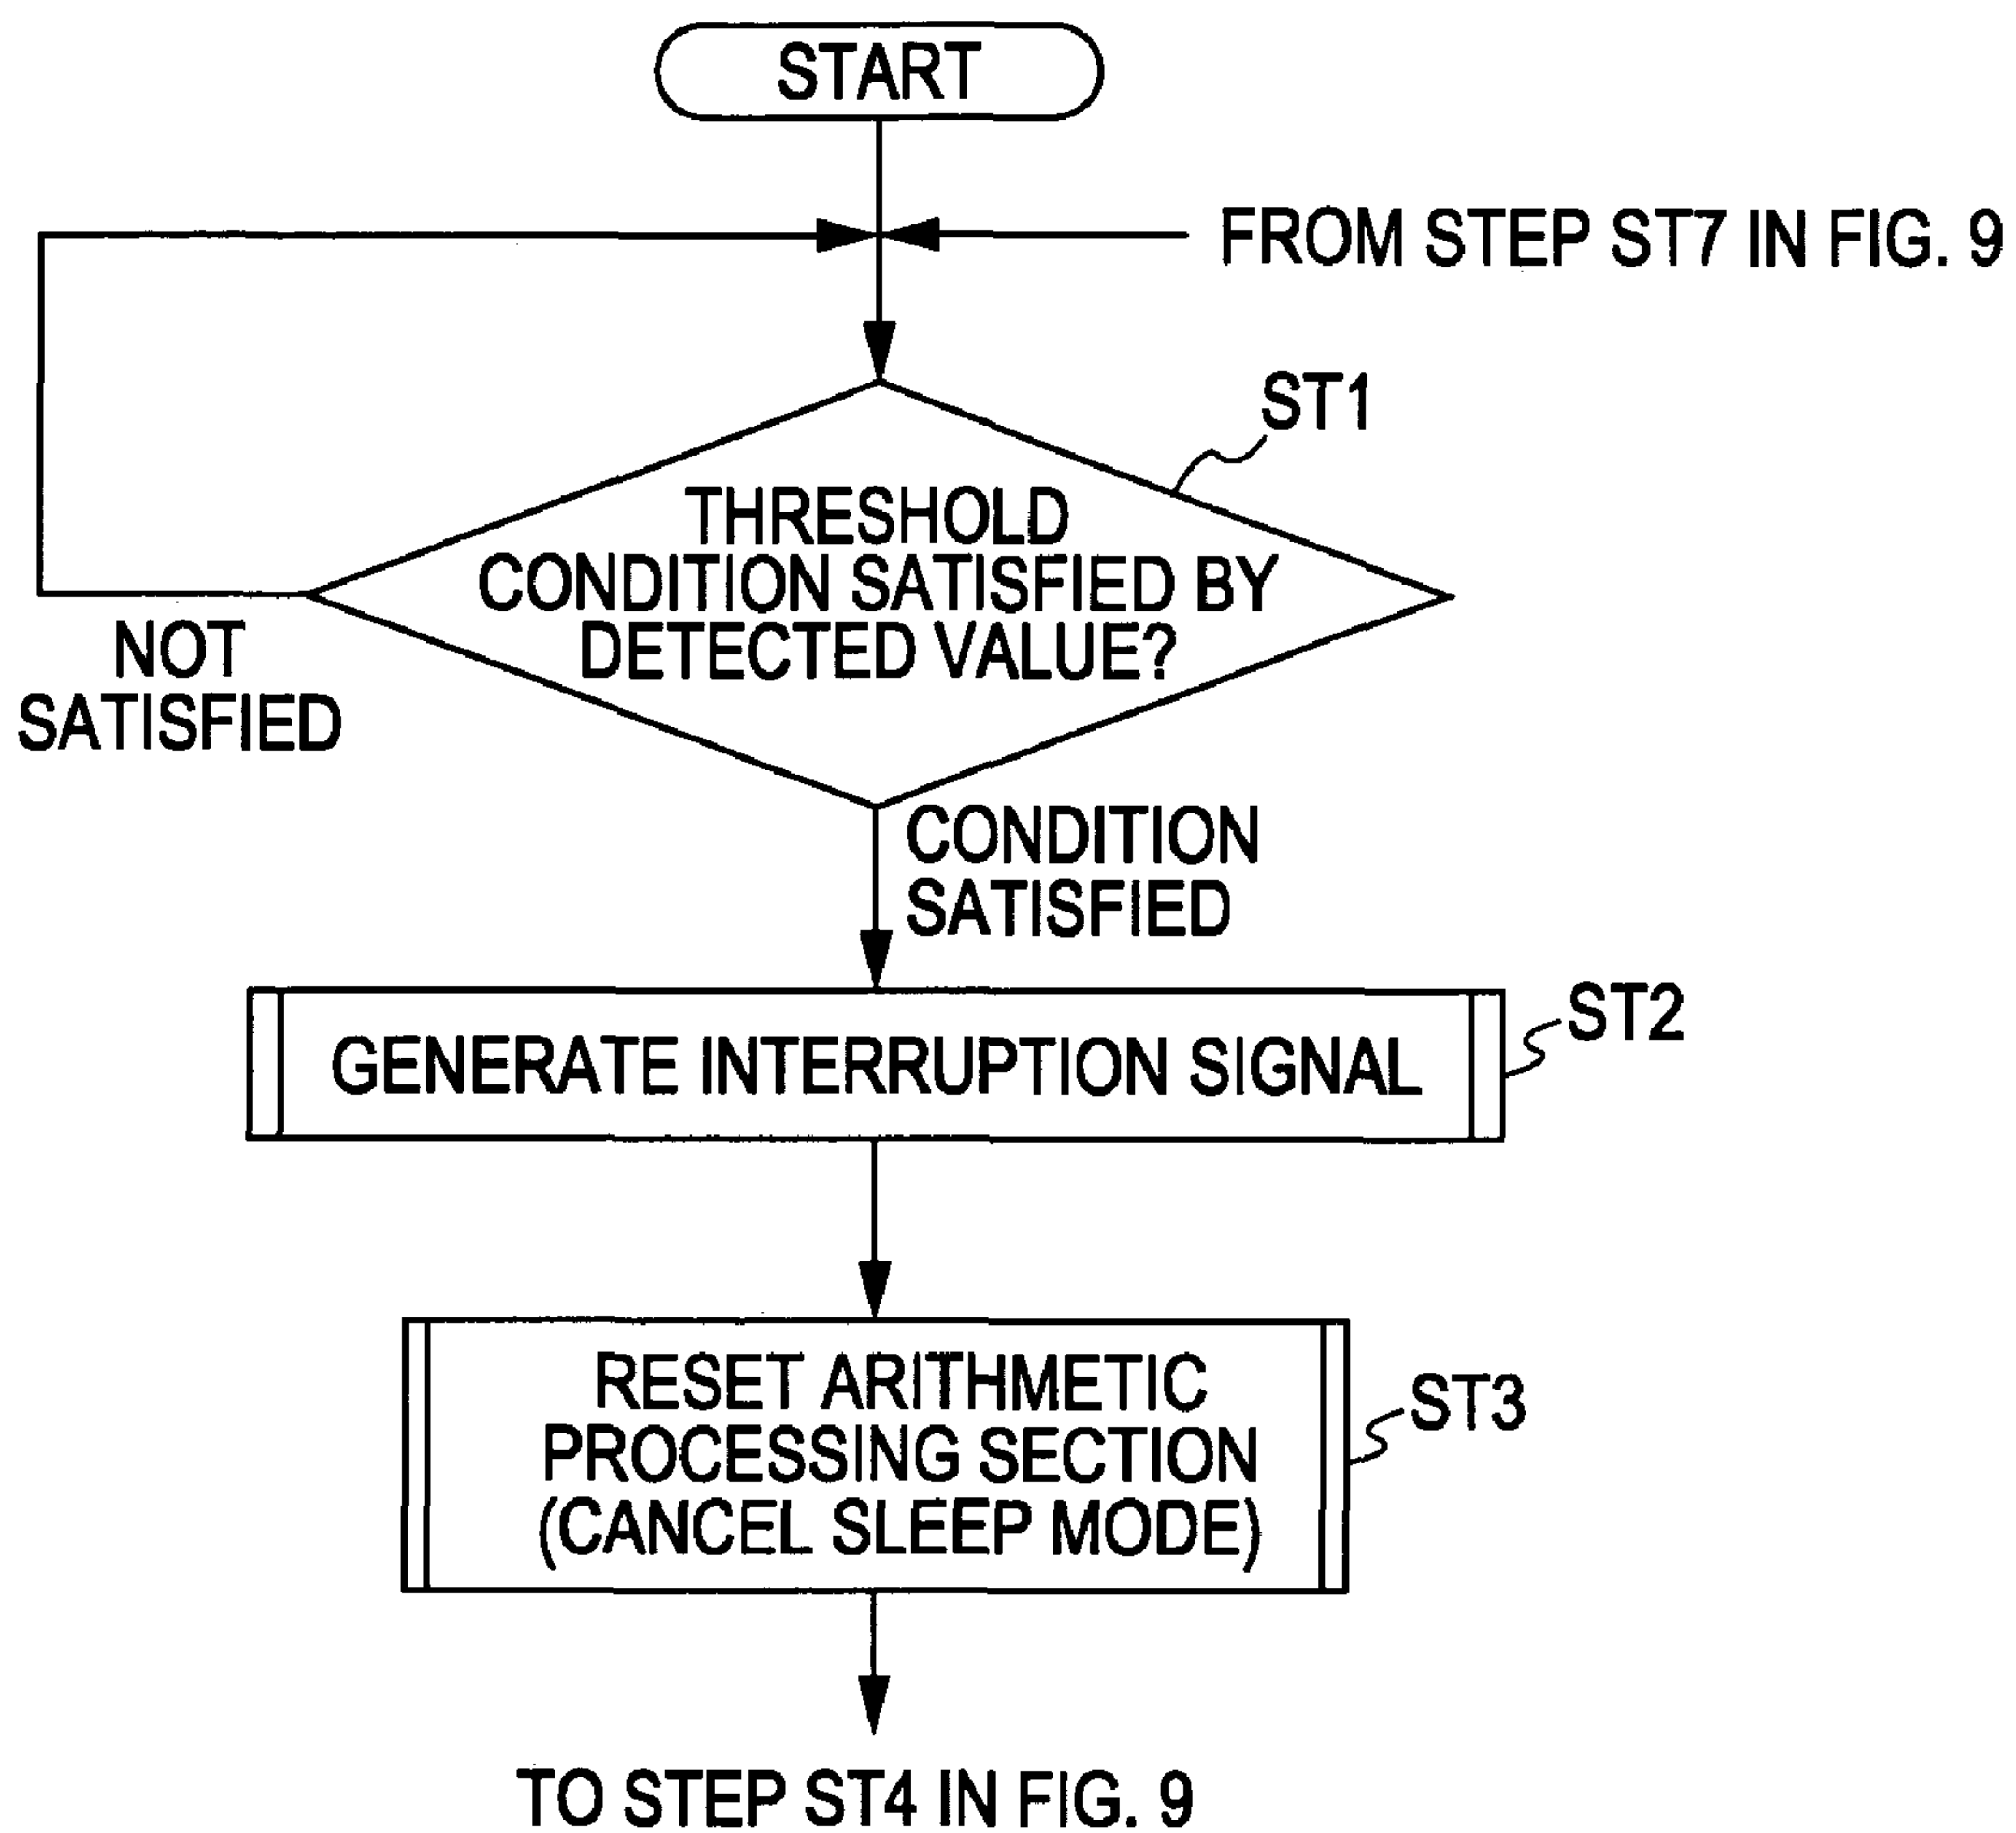 START
FROM STEP ST7 IN FIG. 9
ST1
THRESHOLD
CONDITION SATISFIED BY
DETECTED VALUE?
NOT
SATISFIED
CONDITION
SATISFIED
GENERATE INTERRUPTION SIGNAL
ST2
RESET ARITHMETIC
PROCESSING SECTION
(CANCEL SLEEP MODE)
ST3
TO STEP ST4 IN FIG. 9